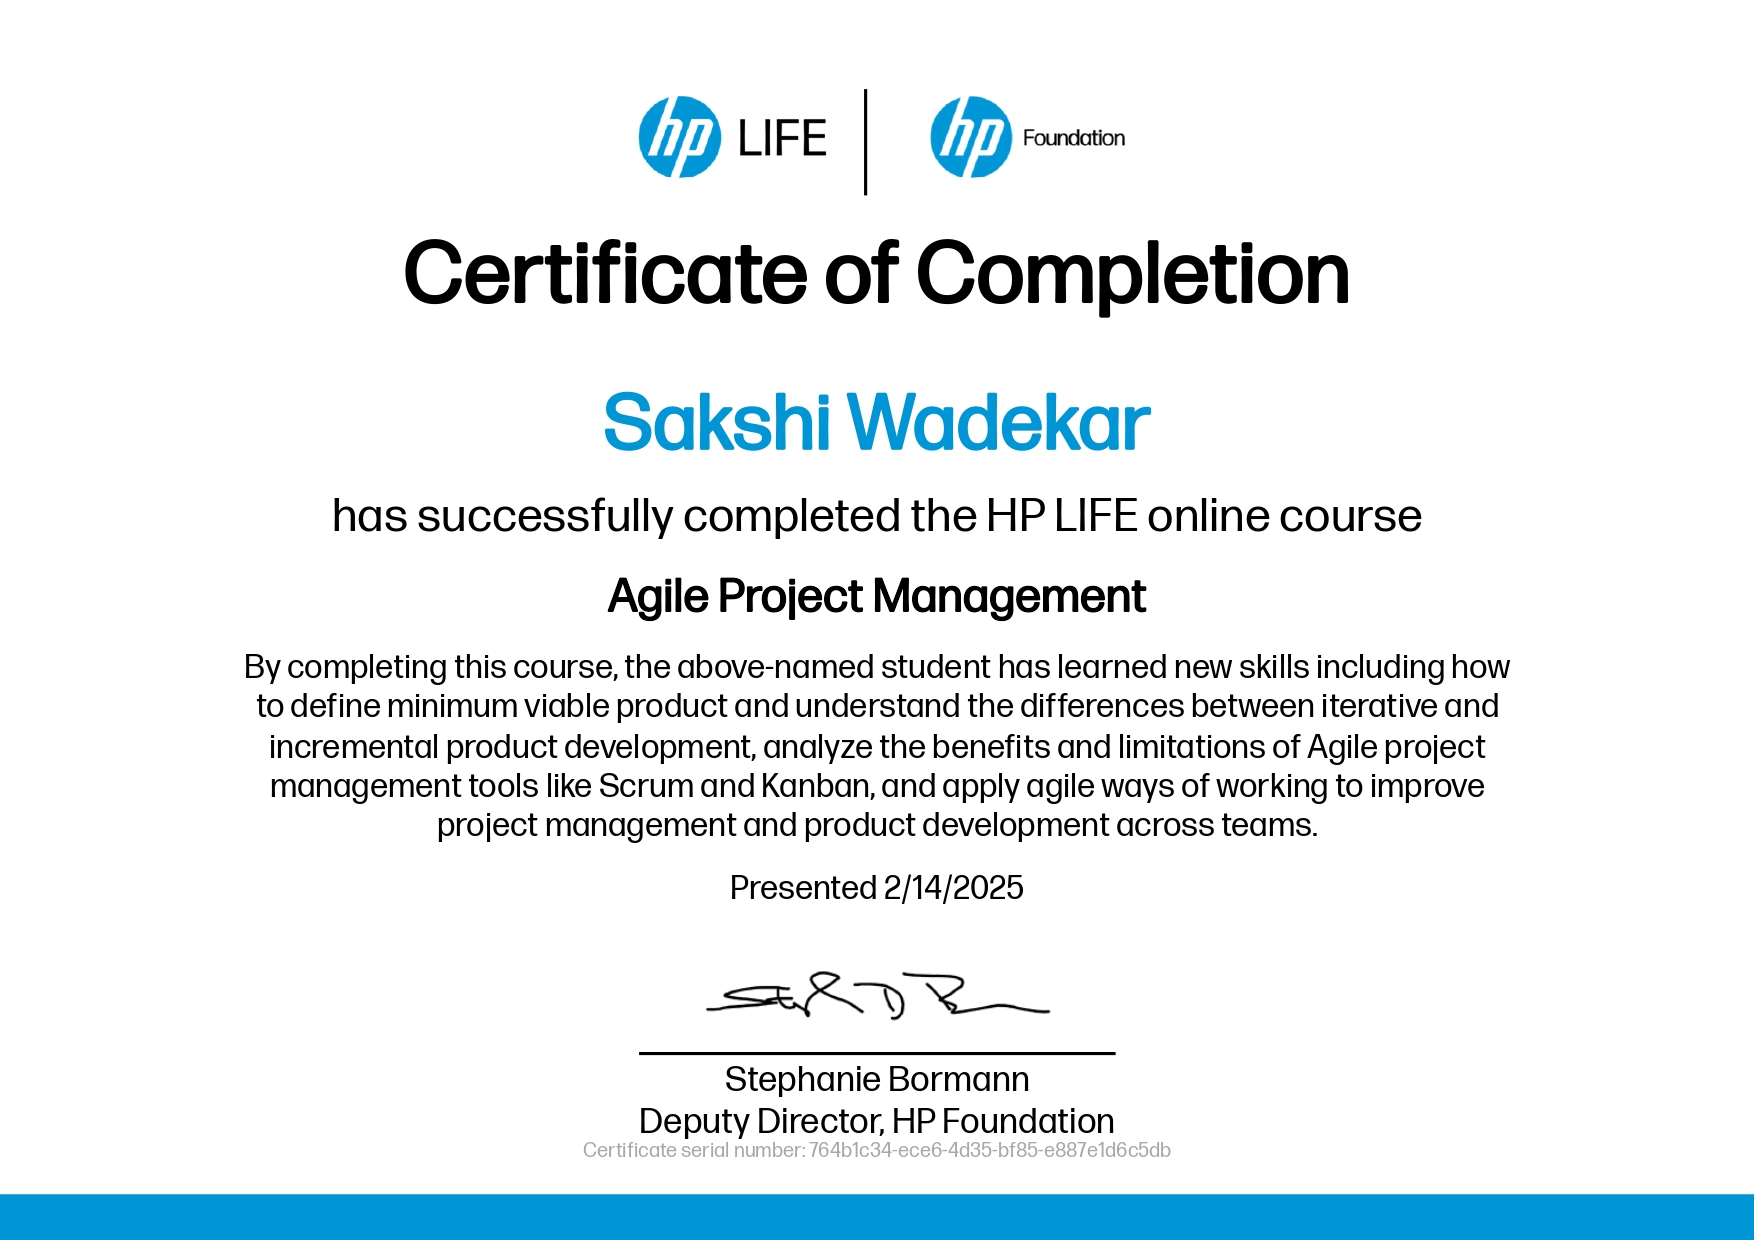 hp LIFE | hp Foundation
Certificate of Completion
Sakshi Wadekar
has successfully completed the HP LIFE online course
Agile Project Management
By completing this course, the above-named student has learned new skills including how
to define minimum viable product and understand the differences between iterative and
incremental product development, analyze the benefits and limitations of Agile project
management tools like Scrum and Kanban, and apply agile ways of working to improve
project management and product development across teams.
Presented 2/14/2025
Stephanie Bormann
Deputy Director, HP Foundation
Certificate serial number: 764b1c34-ece6-4d35-bf85-e887e1d6c5db